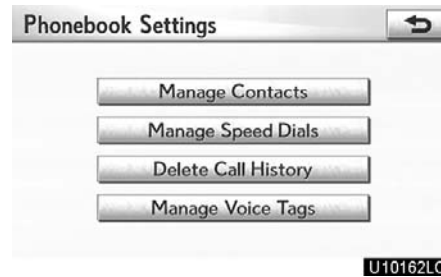 Phonebook Settings
Manage Contacts
Manage Speed Dials
Delete Call History
Manage Voice Tags
U10162LC